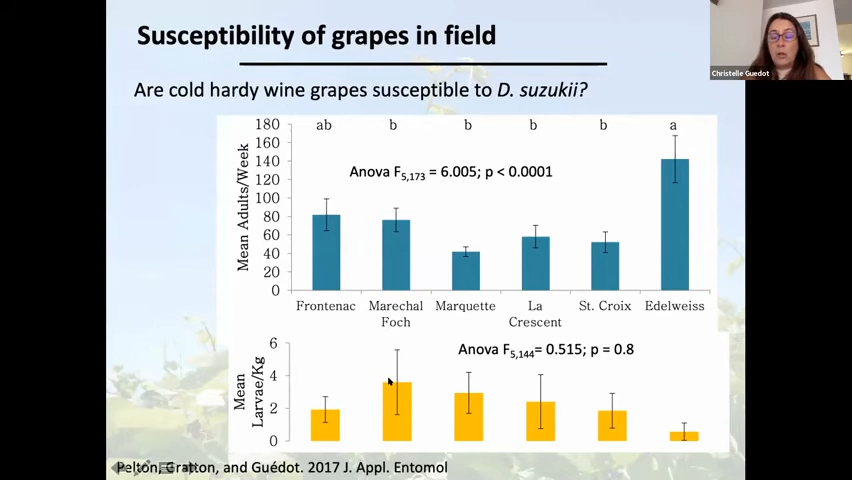 Susceptibility of grapes in field
Christelle Guedot
Are cold hardy wine grapes susceptible to D. suzukii?
180
160
140
120
100
80
60
40
20
0
Mean Adults/Week
ab b b b b a
Anova F5,173 = 6.005; p < 0.0001
Frontenac Marechal Foch Marquette La Crescent St. Croix Edelweiss
6
4
2
0
Mean
Larvae/Kg
Anova F5,144= 0.515; p = 0.8
Pelton, Gratton, and Guédot. 2017 J. Appl. Entomol